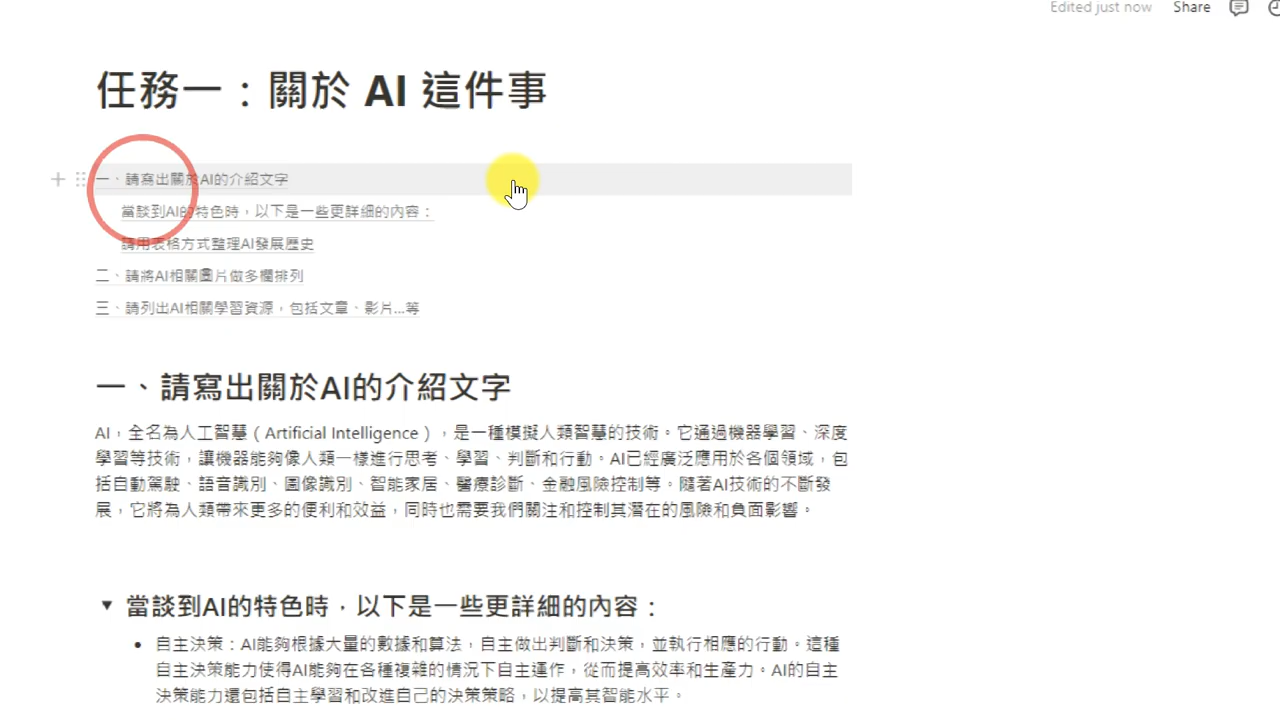 Edited just now Share
任務一：關於 AI 這件事
一、請寫出關於AI的介紹文字
當談到AI的特色時，以下是一些更詳細的內容：
請用表格方式整理AI發展歷史
二、請將AI相關圖片做多欄排列
三、請列出AI相關學習資源，包括文章、影片...等
一、請寫出關於AI的介紹文字
AI，全名為人工智慧（Artificial Intelligence），是一種模擬人類智慧的技術。它通過機器學習、深度
學習等技術，讓機器能夠像人類一樣進行思考、學習、判斷和行動。AI已經廣泛應用於各個領域，包
括自動駕駛、語音識別、圖像識別、智能家居、醫療診斷、金融風險控制等。隨著AI技術的不斷發
展，它將為人類帶來更多的便利和效益，同時也需要我們關注和控制其潛在的風險和負面影響。
▼ 當談到AI的特色時，以下是一些更詳細的內容：
• 自主決策：AI能夠根據大量的數據和算法，自主做出判斷和決策，並執行相應的行動。這種
自主決策能力使得AI能夠在各種複雜的情況下自主運作，從而提高效率和生產力。AI的自主
決策能力還包括自主學習和改進自己的決策策略，以提高其智能水平。